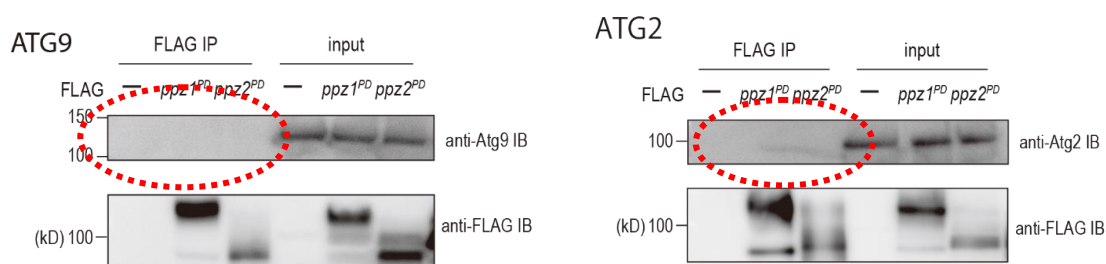 ATG9
FLAG IP input
FLAG — ppz1ᴾᴰ ppz2ᴾᴰ — ppz1ᴾᴰ ppz2ᴾᴰ
150
100
anti-Atg9 IB
(kD) 100
anti-FLAG IB
ATG2
FLAG IP input
FLAG — ppz1ᴾᴰ ppz2ᴾᴰ — ppz1ᴾᴰ ppz2ᴾᴰ
100
anti-Atg2 IB
(kD) 100
anti-FLAG IB